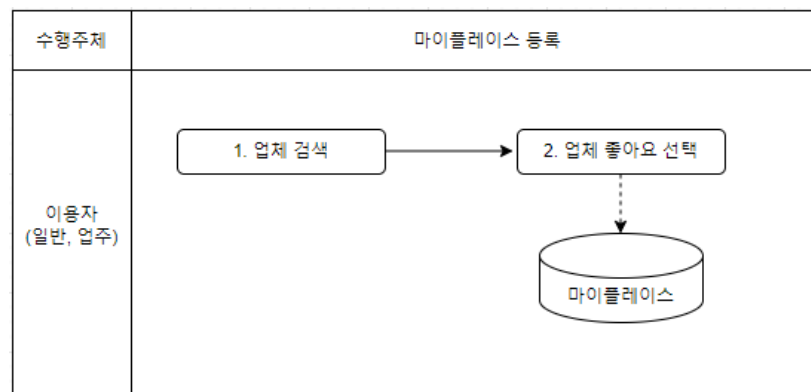 수행주체
마이플레이스 등록
1. 업체 검색
2. 업체 좋아요 선택
이용자
(일반, 업주)
마이플레이스